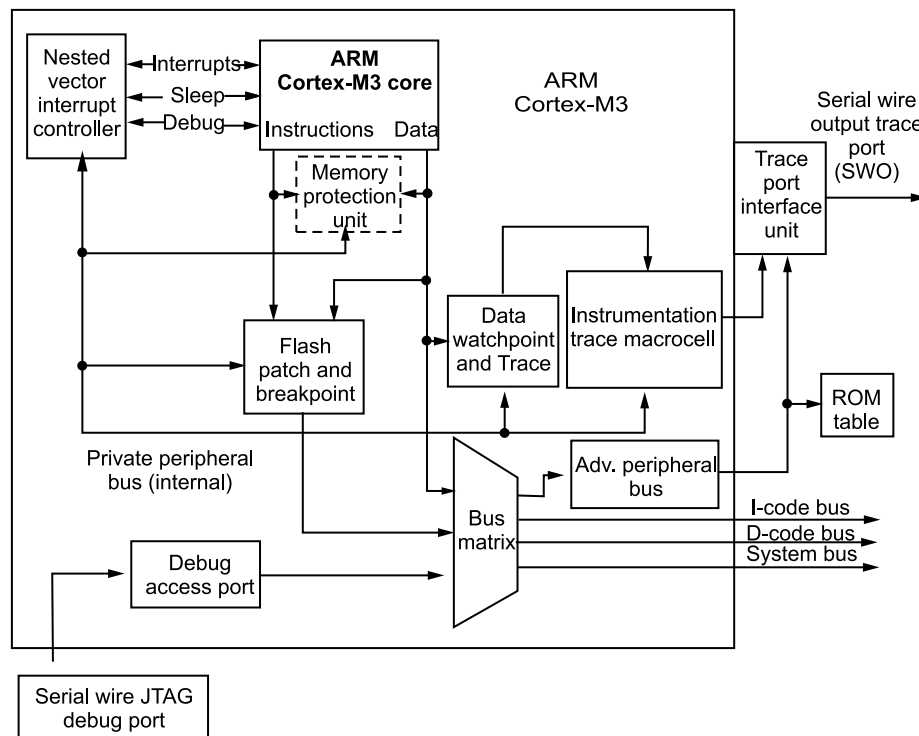 Nested
vector
interrupt
controller
Interrupts
Sleep
Debug
ARM
Cortex-M3 core
Instructions
Data
ARM
Cortex-M3
Serial wire
output trace
port
(SWO)
Trace
port
interface
unit
Memory
protection
unit
Flash
patch and
breakpoint
Data
watchpoint
and Trace
Instrumentation
trace macrocell
ROM
table
Private peripheral
bus (internal)
Adv. peripheral
bus
Bus
matrix
I-code bus
D-code bus
System bus
Debug
access port
Serial wire JTAG
debug port